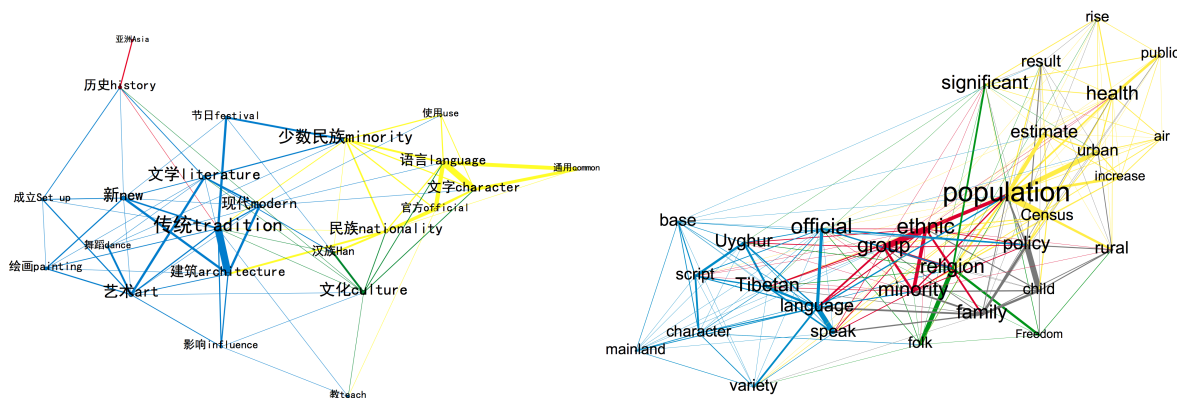 亚洲Asia
历史history
节日festival
使用use
少数民族minority
语言language
通用common
文学literature
文字character
成立Set up
新new
现代modern
官方official
传统tradition
民族nationality
舞蹈dance
汉族Han
绘画painting
建筑architecture
艺术art
文化culture
影响influence
教teach
rise
public
result
significant
health
estimate
air
urban
increase
population
Census
base
official
ethnic
Uyghur
group
policy
rural
script
religion
Tibetan
minority
child
language
family
character
speak
Freedom
mainland
folk
variety